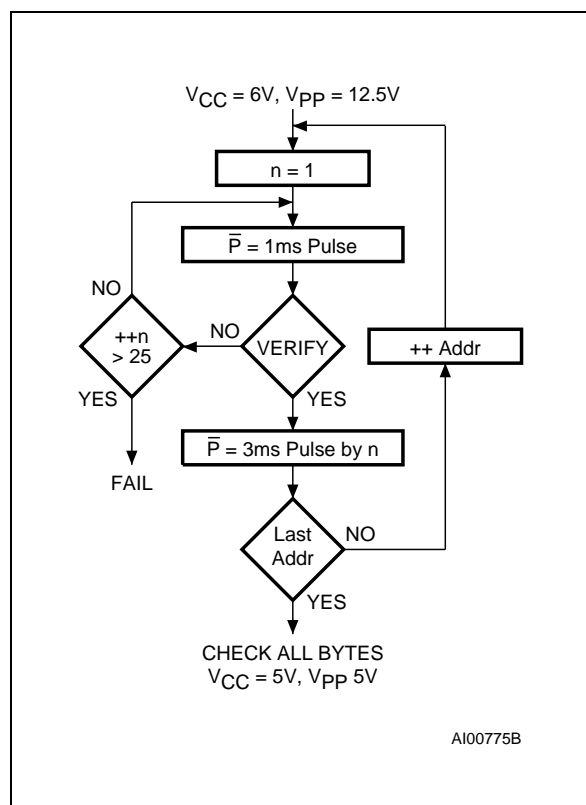 VCC = 6V, VPP = 12.5V
n = 1
P̅ = 1ms Pulse
NO
++n
> 25
NO
VERIFY
++ Addr
YES
YES
P̅ = 3ms Pulse by n
FAIL
Last
Addr
NO
YES
CHECK ALL BYTES
VCC = 5V, VPP 5V
AI00775B